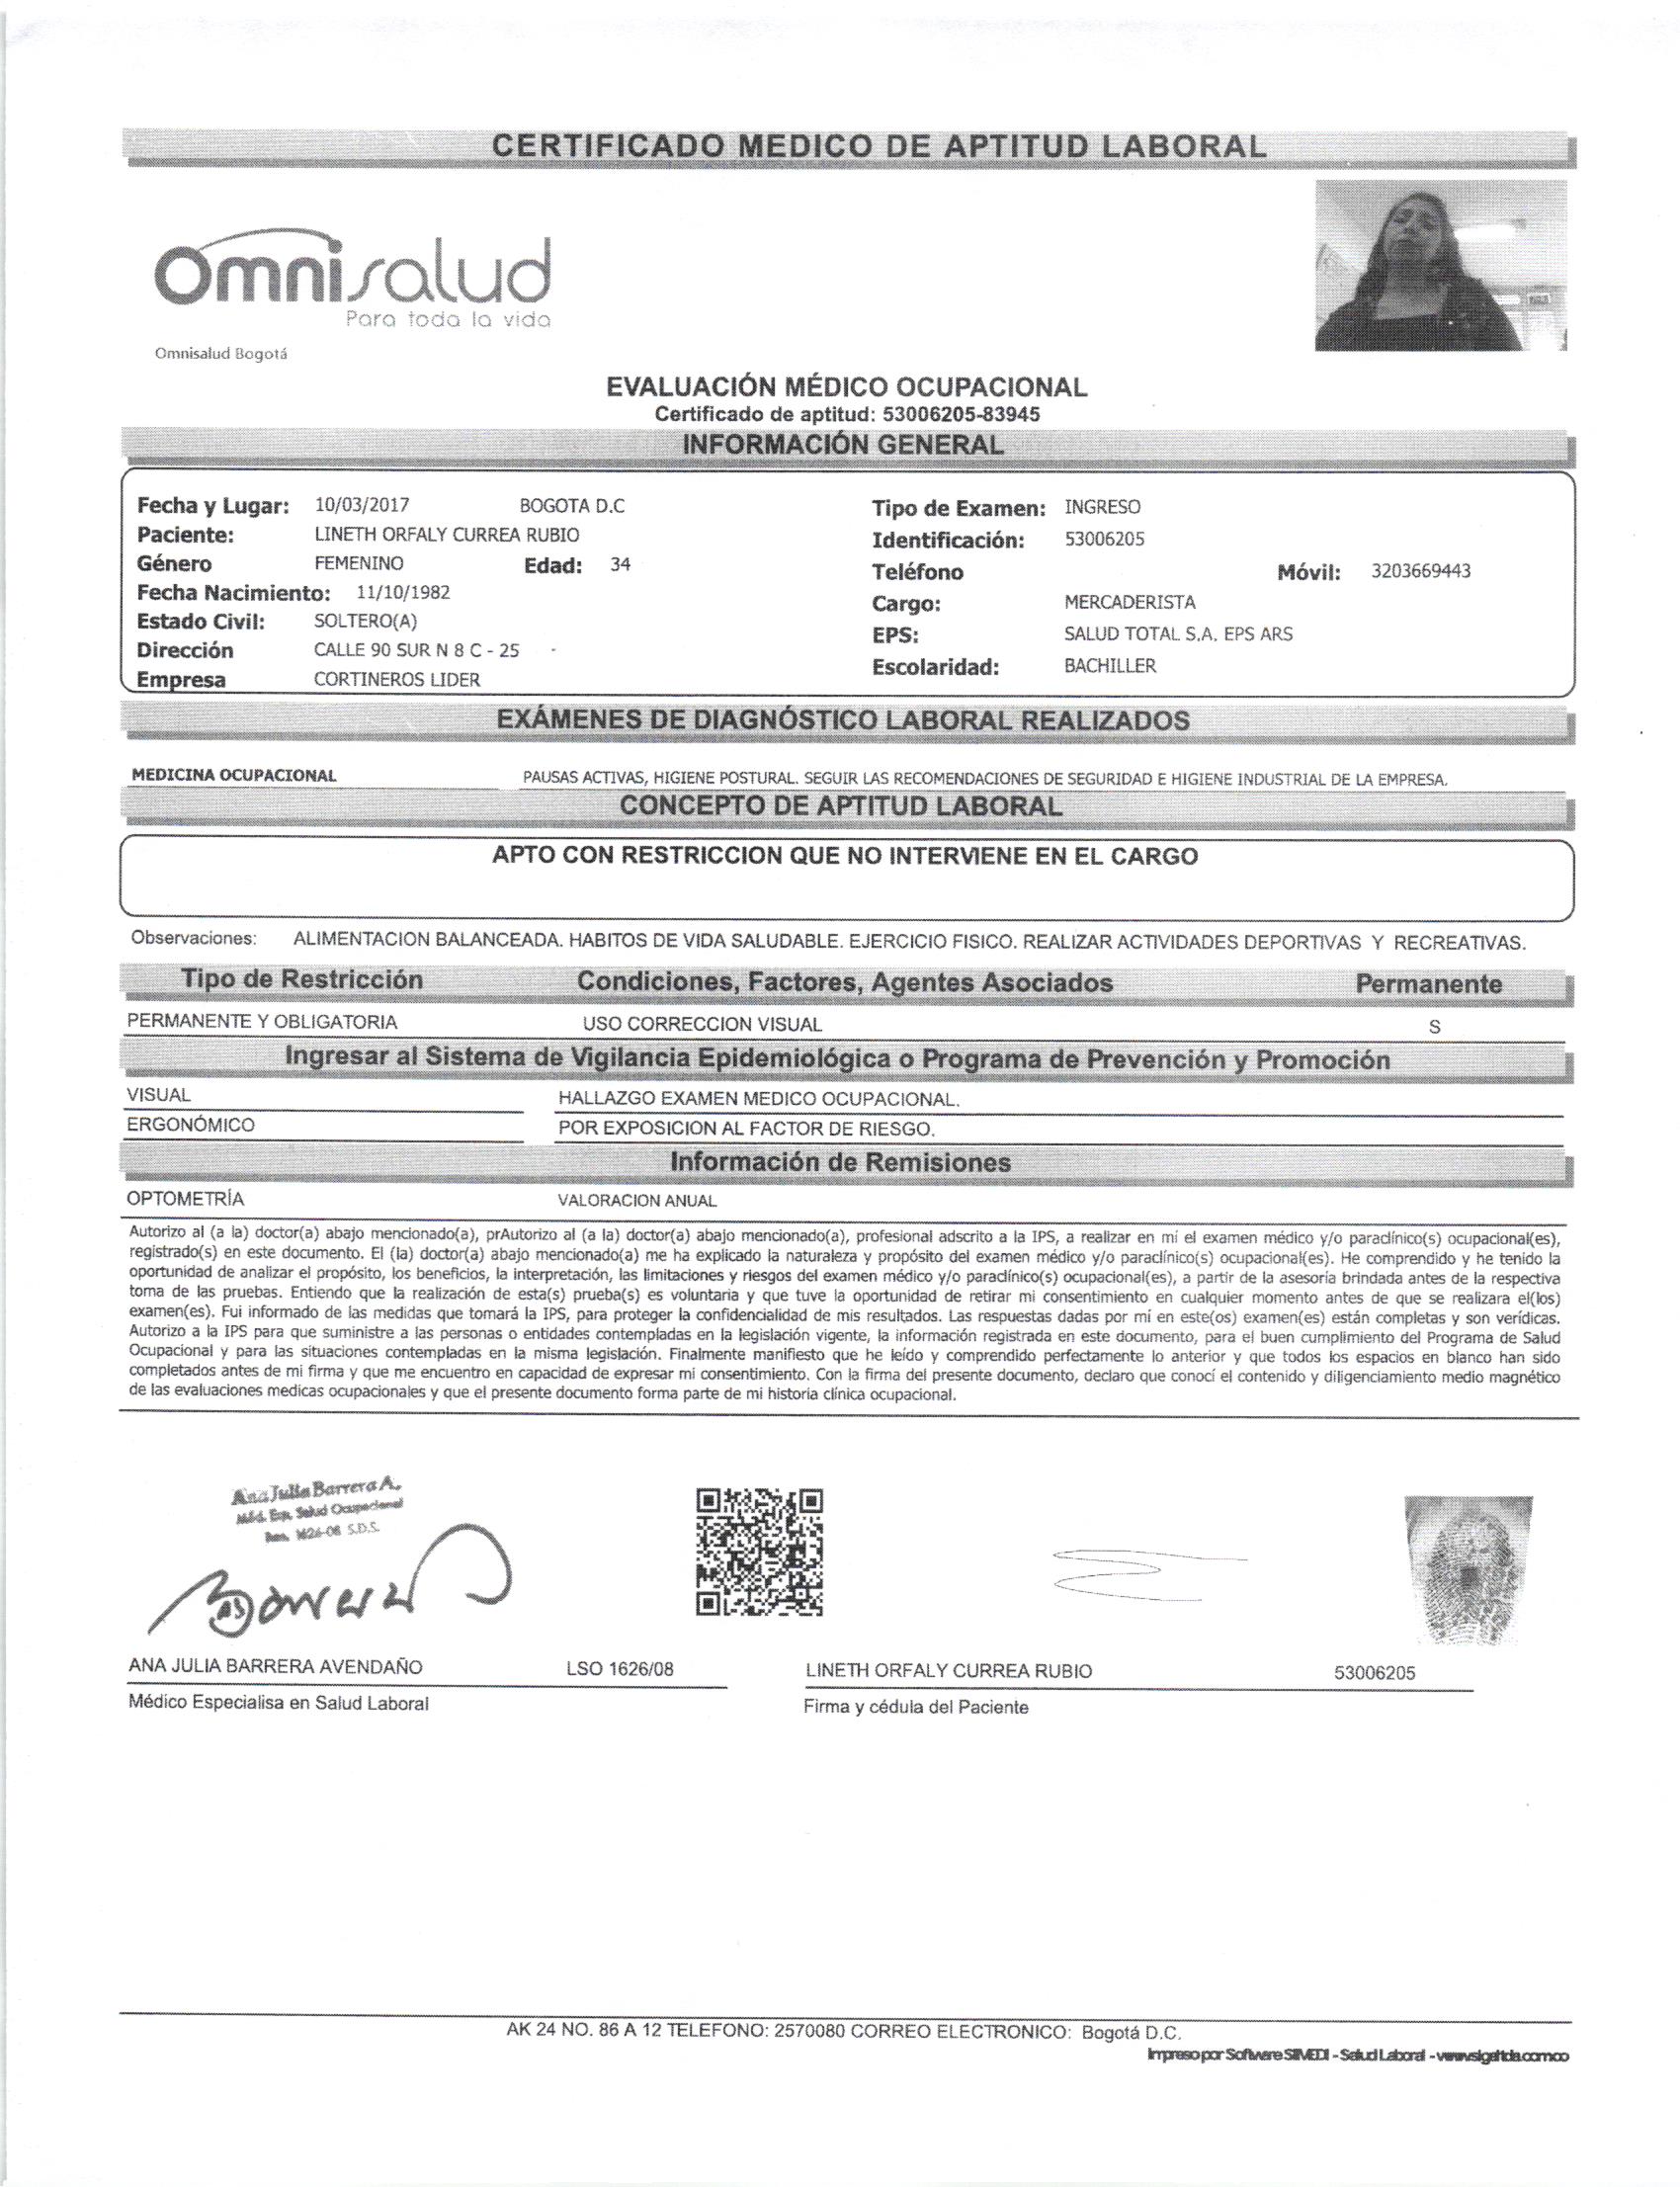 CERTIFICADO MEDICO DE APTITUD LABORAL
Omnisalud
Para toda la vida
Omnisalud Bogotá
EVALUACIÓN MÉDICO OCUPACIONAL
Certificado de aptitud: 53006205-83945
INFORMACIÓN GENERAL
Fecha y Lugar: 10/03/2017 BOGOTA D.C
Paciente: LINETH ORFALY CURREA RUBIO
Género FEMENINO Edad: 34
Fecha Nacimiento: 11/10/1982
Estado Civil: SOLTERO(A)
Dirección CALLE 90 SUR N 8 C - 25
Empresa CORTINEROS LIDER
Tipo de Examen: INGRESO
Identificación: 53006205
Teléfono Móvil: 3203669443
Cargo: MERCADERISTA
EPS: SALUD TOTAL S.A. EPS ARS
Escolaridad: BACHILLER
EXÁMENES DE DIAGNÓSTICO LABORAL REALIZADOS
MEDICINA OCUPACIONAL PAUSAS ACTIVAS, HIGIENE POSTURAL. SEGUIR LAS RECOMENDACIONES DE SEGURIDAD E HIGIENE INDUSTRIAL DE LA EMPRESA.
CONCEPTO DE APTITUD LABORAL
APTO CON RESTRICCION QUE NO INTERVIENE EN EL CARGO
Observaciones: ALIMENTACION BALANCEADA. HABITOS DE VIDA SALUDABLE. EJERCICIO FISICO. REALIZAR ACTIVIDADES DEPORTIVAS Y RECREATIVAS.
Tipo de Restricción Condiciones, Factores, Agentes Asociados Permanente
PERMANENTE Y OBLIGATORIA USO CORRECCION VISUAL S
Ingresar al Sistema de Vigilancia Epidemiológica o Programa de Prevención y Promoción
VISUAL HALLAZGO EXAMEN MEDICO OCUPACIONAL.
ERGONÓMICO POR EXPOSICION AL FACTOR DE RIESGO.
Información de Remisiones
OPTOMETRÍA VALORACION ANUAL
Autorizo al (a la) doctor(a) abajo mencionado(a), prAutorizo al (a la) doctor(a) abajo mencionado(a), profesional adscrito a la IPS, a realizar en mí el examen médico y/o paraclínico(s) ocupacional(es),
registrado(s) en este documento. El (la) doctor(a) abajo mencionado(a) me ha explicado la naturaleza y propósito del examen médico y/o paraclínico(s) ocupacional(es). He comprendido y he tenido la
oportunidad de analizar el propósito, los beneficios, la interpretación, las limitaciones y riesgos del examen médico y/o paraclínico(s) ocupacional(es), a partir de la asesoría brindada antes de la respectiva
toma de las pruebas. Entiendo que la realización de esta(s) prueba(s) es voluntaria y que tuve la oportunidad de retirar mi consentimiento en cualquier momento antes de que se realizara el(los)
examen(es). Fui informado de las medidas que tomará la IPS, para proteger la confidencialidad de mis resultados. Las respuestas dadas por mí en este(os) examen(es) están completas y son verídicas.
Autorizo a la IPS para que suministre a las personas o entidades contempladas en la legislación vigente, la información registrada en este documento, para el buen cumplimiento del Programa de Salud
Ocupacional y para las situaciones contempladas en la misma legislación. Finalmente manifiesto que he leído y comprendido perfectamente lo anterior y que todos los espacios en blanco han sido
completados antes de mi firma y que me encuentro en capacidad de expresar mi consentimiento. Con la firma del presente documento, declaro que conocí el contenido y diligenciamiento medio magnético
de las evaluaciones medicas ocupacionales y que el presente documento forma parte de mi historia clínica ocupacional.
Ana Julia Barrera A.
Méd. Esp. Salud Ocupacional
Res. 1626-08 S.D.S.
ANA JULIA BARRERA AVENDAÑO LSO 1626/08
Médico Especialisa en Salud Laboral
LINETH ORFALY CURREA RUBIO 53006205
Firma y cédula del Paciente
AK 24 NO. 86 A 12 TELEFONO: 2570080 CORREO ELECTRONICO: Bogotá D.C.
Impreso por Software SIMEDI - Salud Laboral - www.sigaltda.com.co